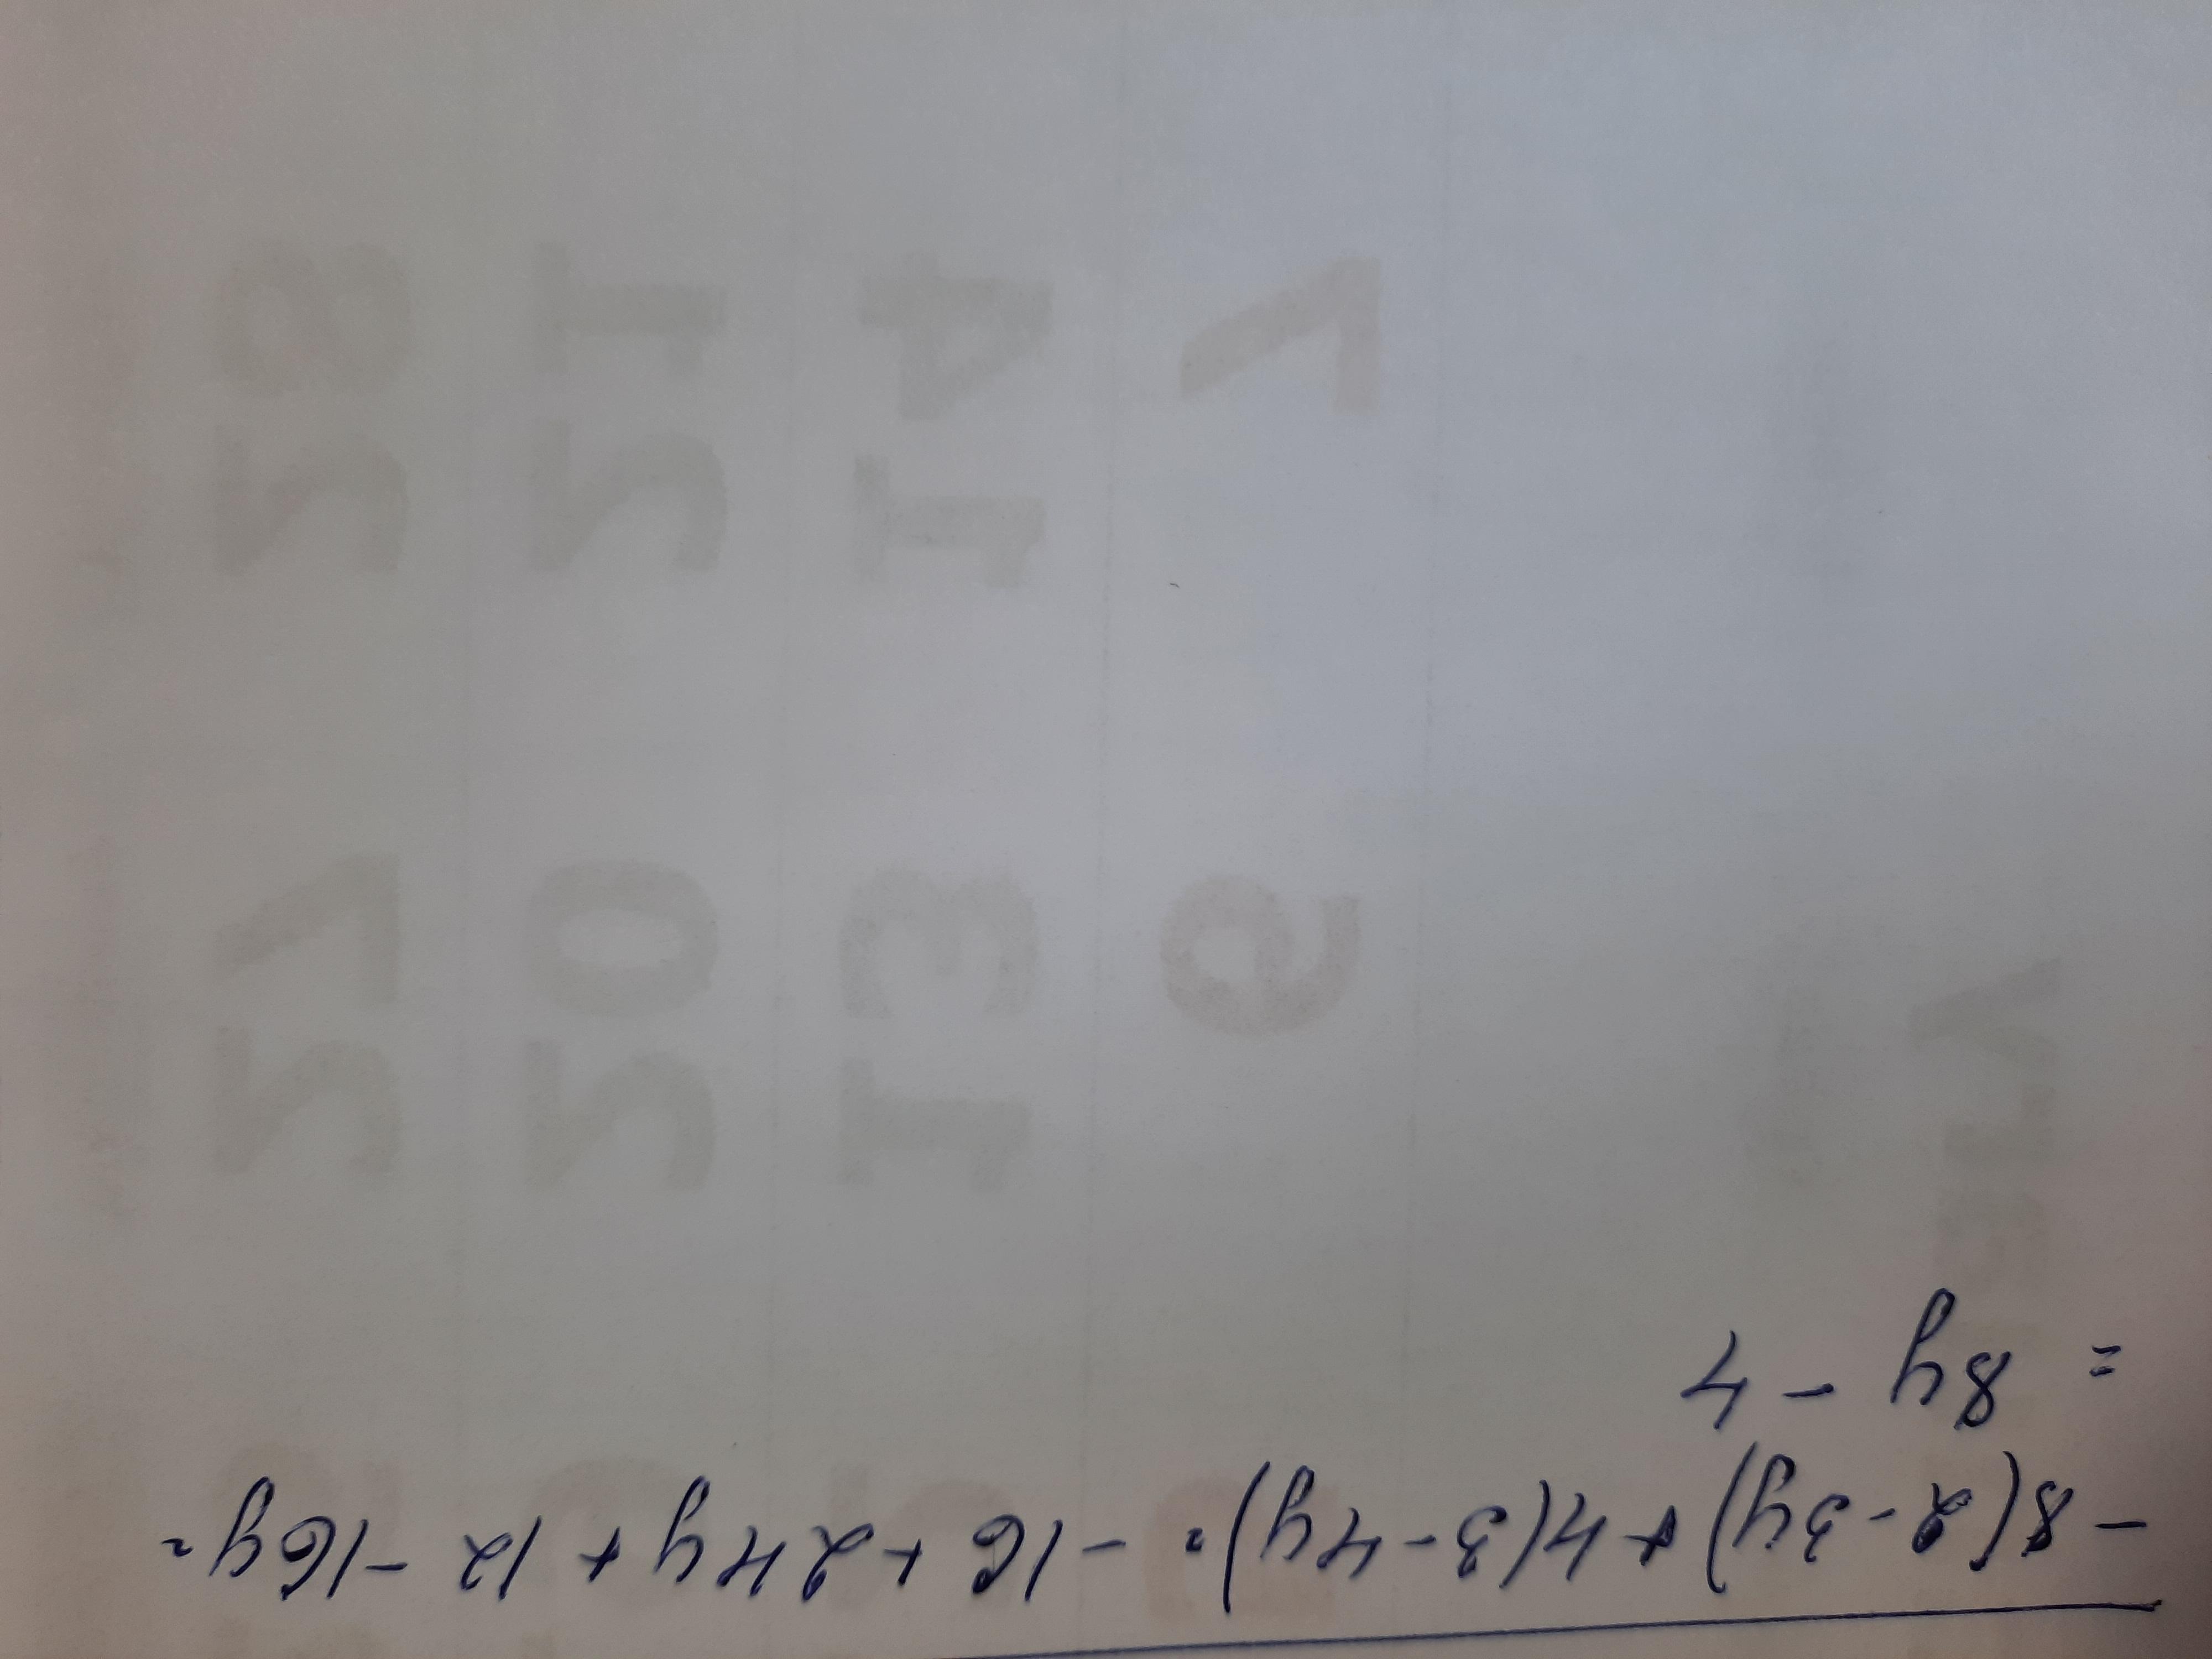 -8(2-3y)+4(3-4y)= -16+24y+12-16y=
= 8y - 4